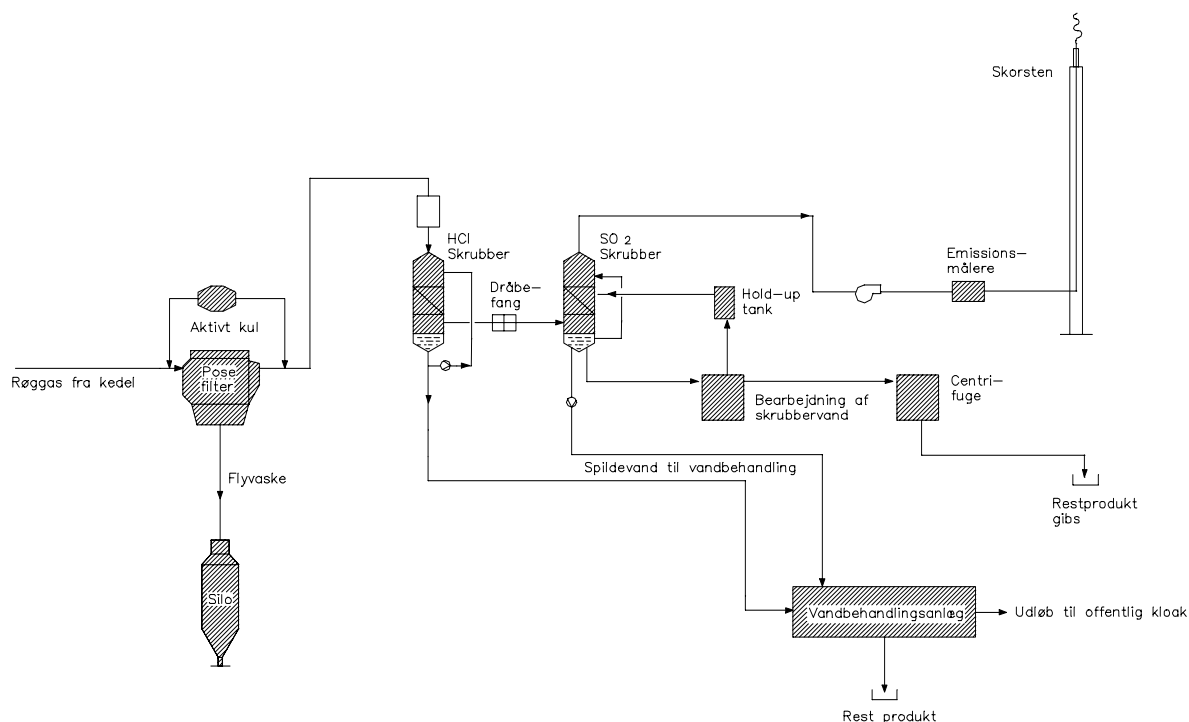 Skorsten
HCl
Skrubber
SO 2
Skrubber
Emissions-
målere
Dråbe-
fang
Hold-up
tank
Aktivt kul
Røggas fra kedel
Pose
filter
Bearbejdning af
skrubbervand
Centri-
fuge
Spildevand til vandbehandling
Flyvaske
Restprodukt
gibs
Silo
Vandbehandlingsanlæg
Udløb til offentlig kloak
Rest produkt